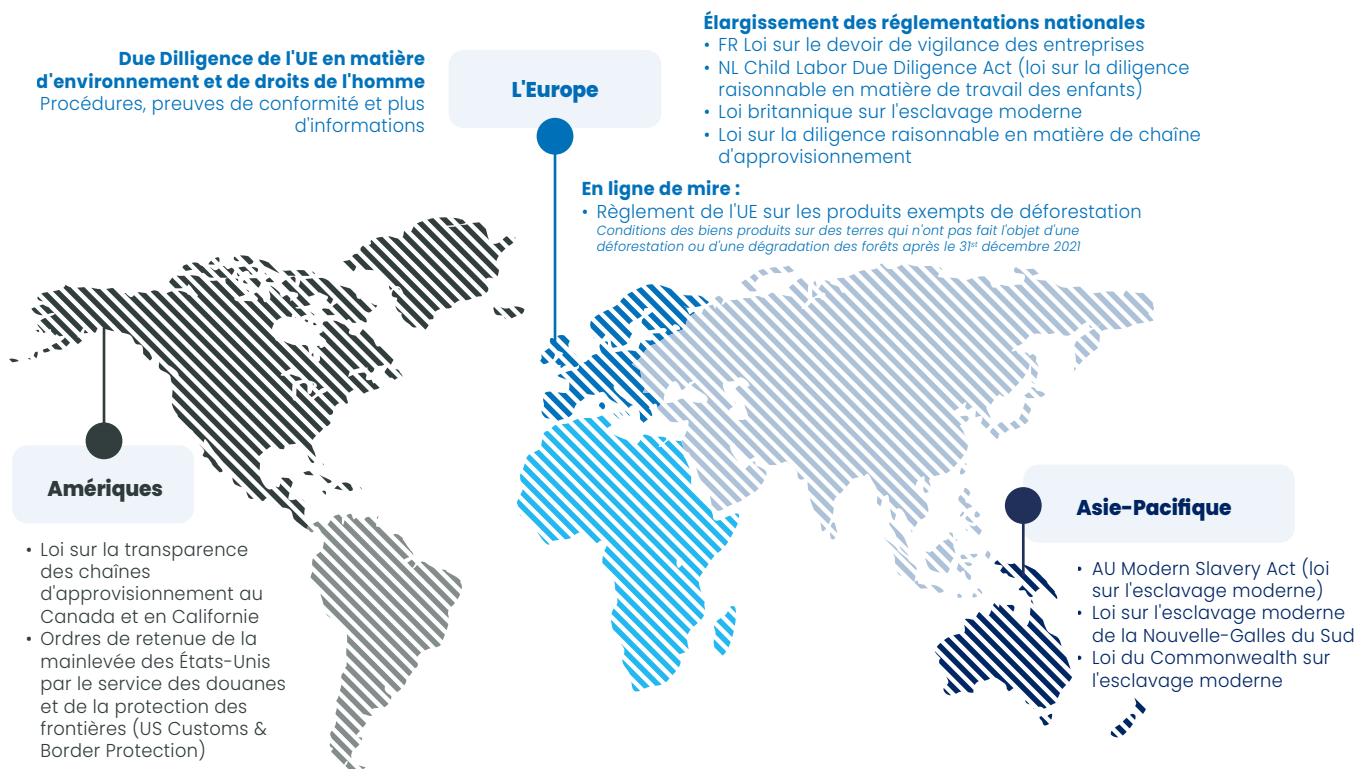 Due Dilligence de l'UE en matière
d'environnement et de droits de l'homme
Procédures, preuves de conformité et plus
d'informations
L'Europe
Élargissement des réglementations nationales
• FR Loi sur le devoir de vigilance des entreprises
• NL Child Labor Due Diligence Act (loi sur la diligence
raisonnable en matière de travail des enfants)
• Loi britannique sur l'esclavage moderne
• Loi sur la diligence raisonnable en matière de chaîne
d'approvisionnement
En ligne de mire :
• Règlement de l'UE sur les produits exempts de déforestation
Conditions des biens produits sur des terres qui n'ont pas fait l'objet d'une
déforestation ou d'une dégradation des forêts après le 31st décembre 2021
Amériques
• Loi sur la transparence
des chaînes
d'approvisionnement au
Canada et en Californie
• Ordres de retenue de la
mainlevée des États-Unis
par le service des douanes
et de la protection des
frontières (US Customs &
Border Protection)
Asie-Pacifique
• AU Modern Slavery Act (loi
sur l'esclavage moderne)
• Loi sur l'esclavage moderne
de la Nouvelle-Galles du Sud
• Loi du Commonwealth sur
l'esclavage moderne